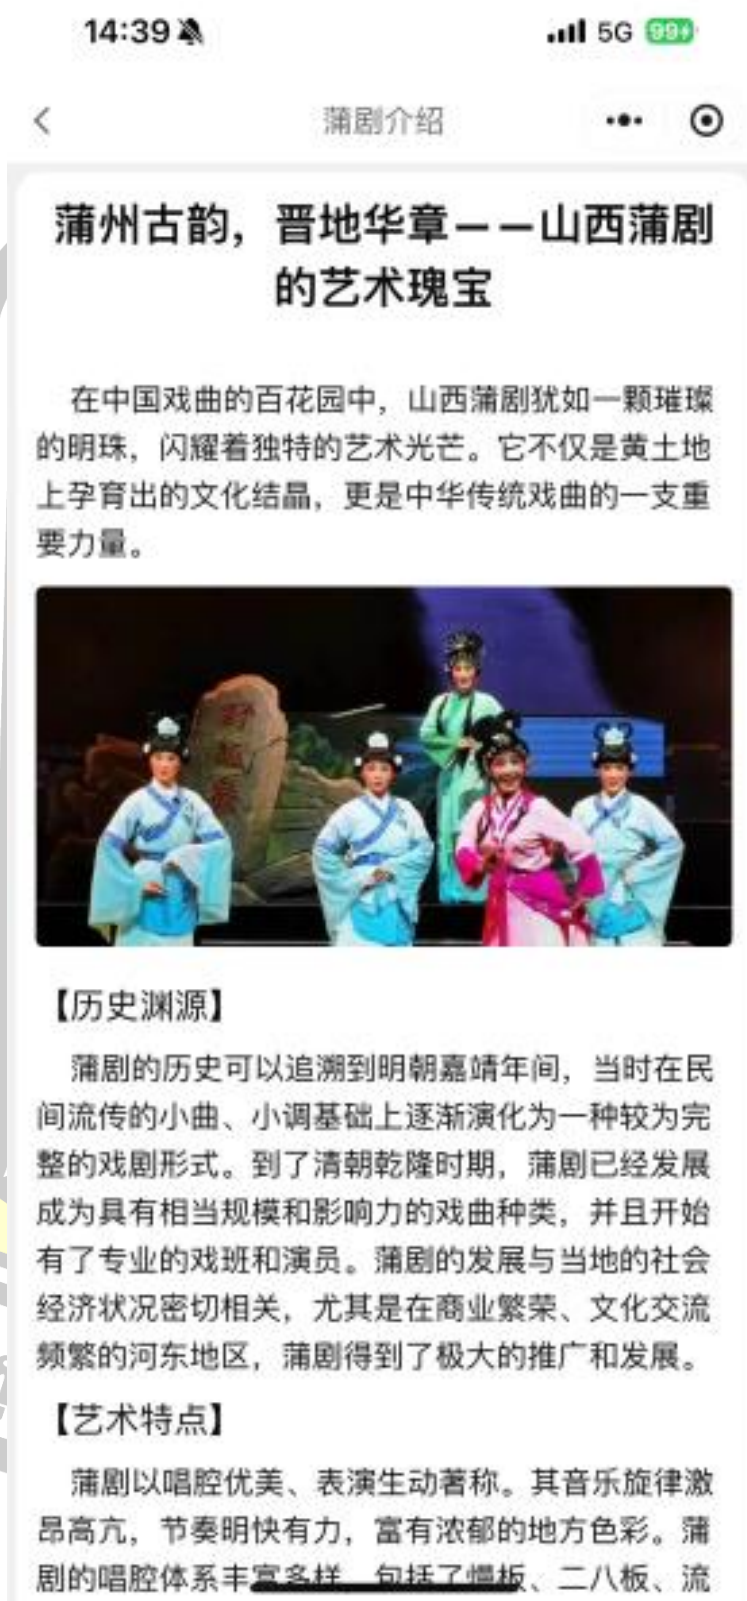 14:39
5G 99+
蒲剧介绍
蒲州古韵，晋地华章——山西蒲剧
的艺术瑰宝
在中国戏曲的百花园中，山西蒲剧犹如一颗璀璨
的明珠，闪耀着独特的艺术光芒。它不仅是黄土地
上孕育出的文化结晶，更是中华传统戏曲的一支重
要力量。
【历史渊源】
蒲剧的历史可以追溯到明朝嘉靖年间，当时在民
间流传的小曲、小调基础上逐渐演化为一种较为完
整的戏剧形式。到了清朝乾隆时期，蒲剧已经发展
成为具有相当规模和影响力的戏曲种类，并且开始
有了专业的戏班和演员。蒲剧的发展与当地的社会
经济状况密切相关，尤其是在商业繁荣、文化交流
频繁的河东地区，蒲剧得到了极大的推广和发展。
【艺术特点】
蒲剧以唱腔优美、表演生动著称。其音乐旋律激
昂高亢，节奏明快有力，富有浓郁的地方色彩。蒲
剧的唱腔体系丰富多样，包括了慢板、二八板、流